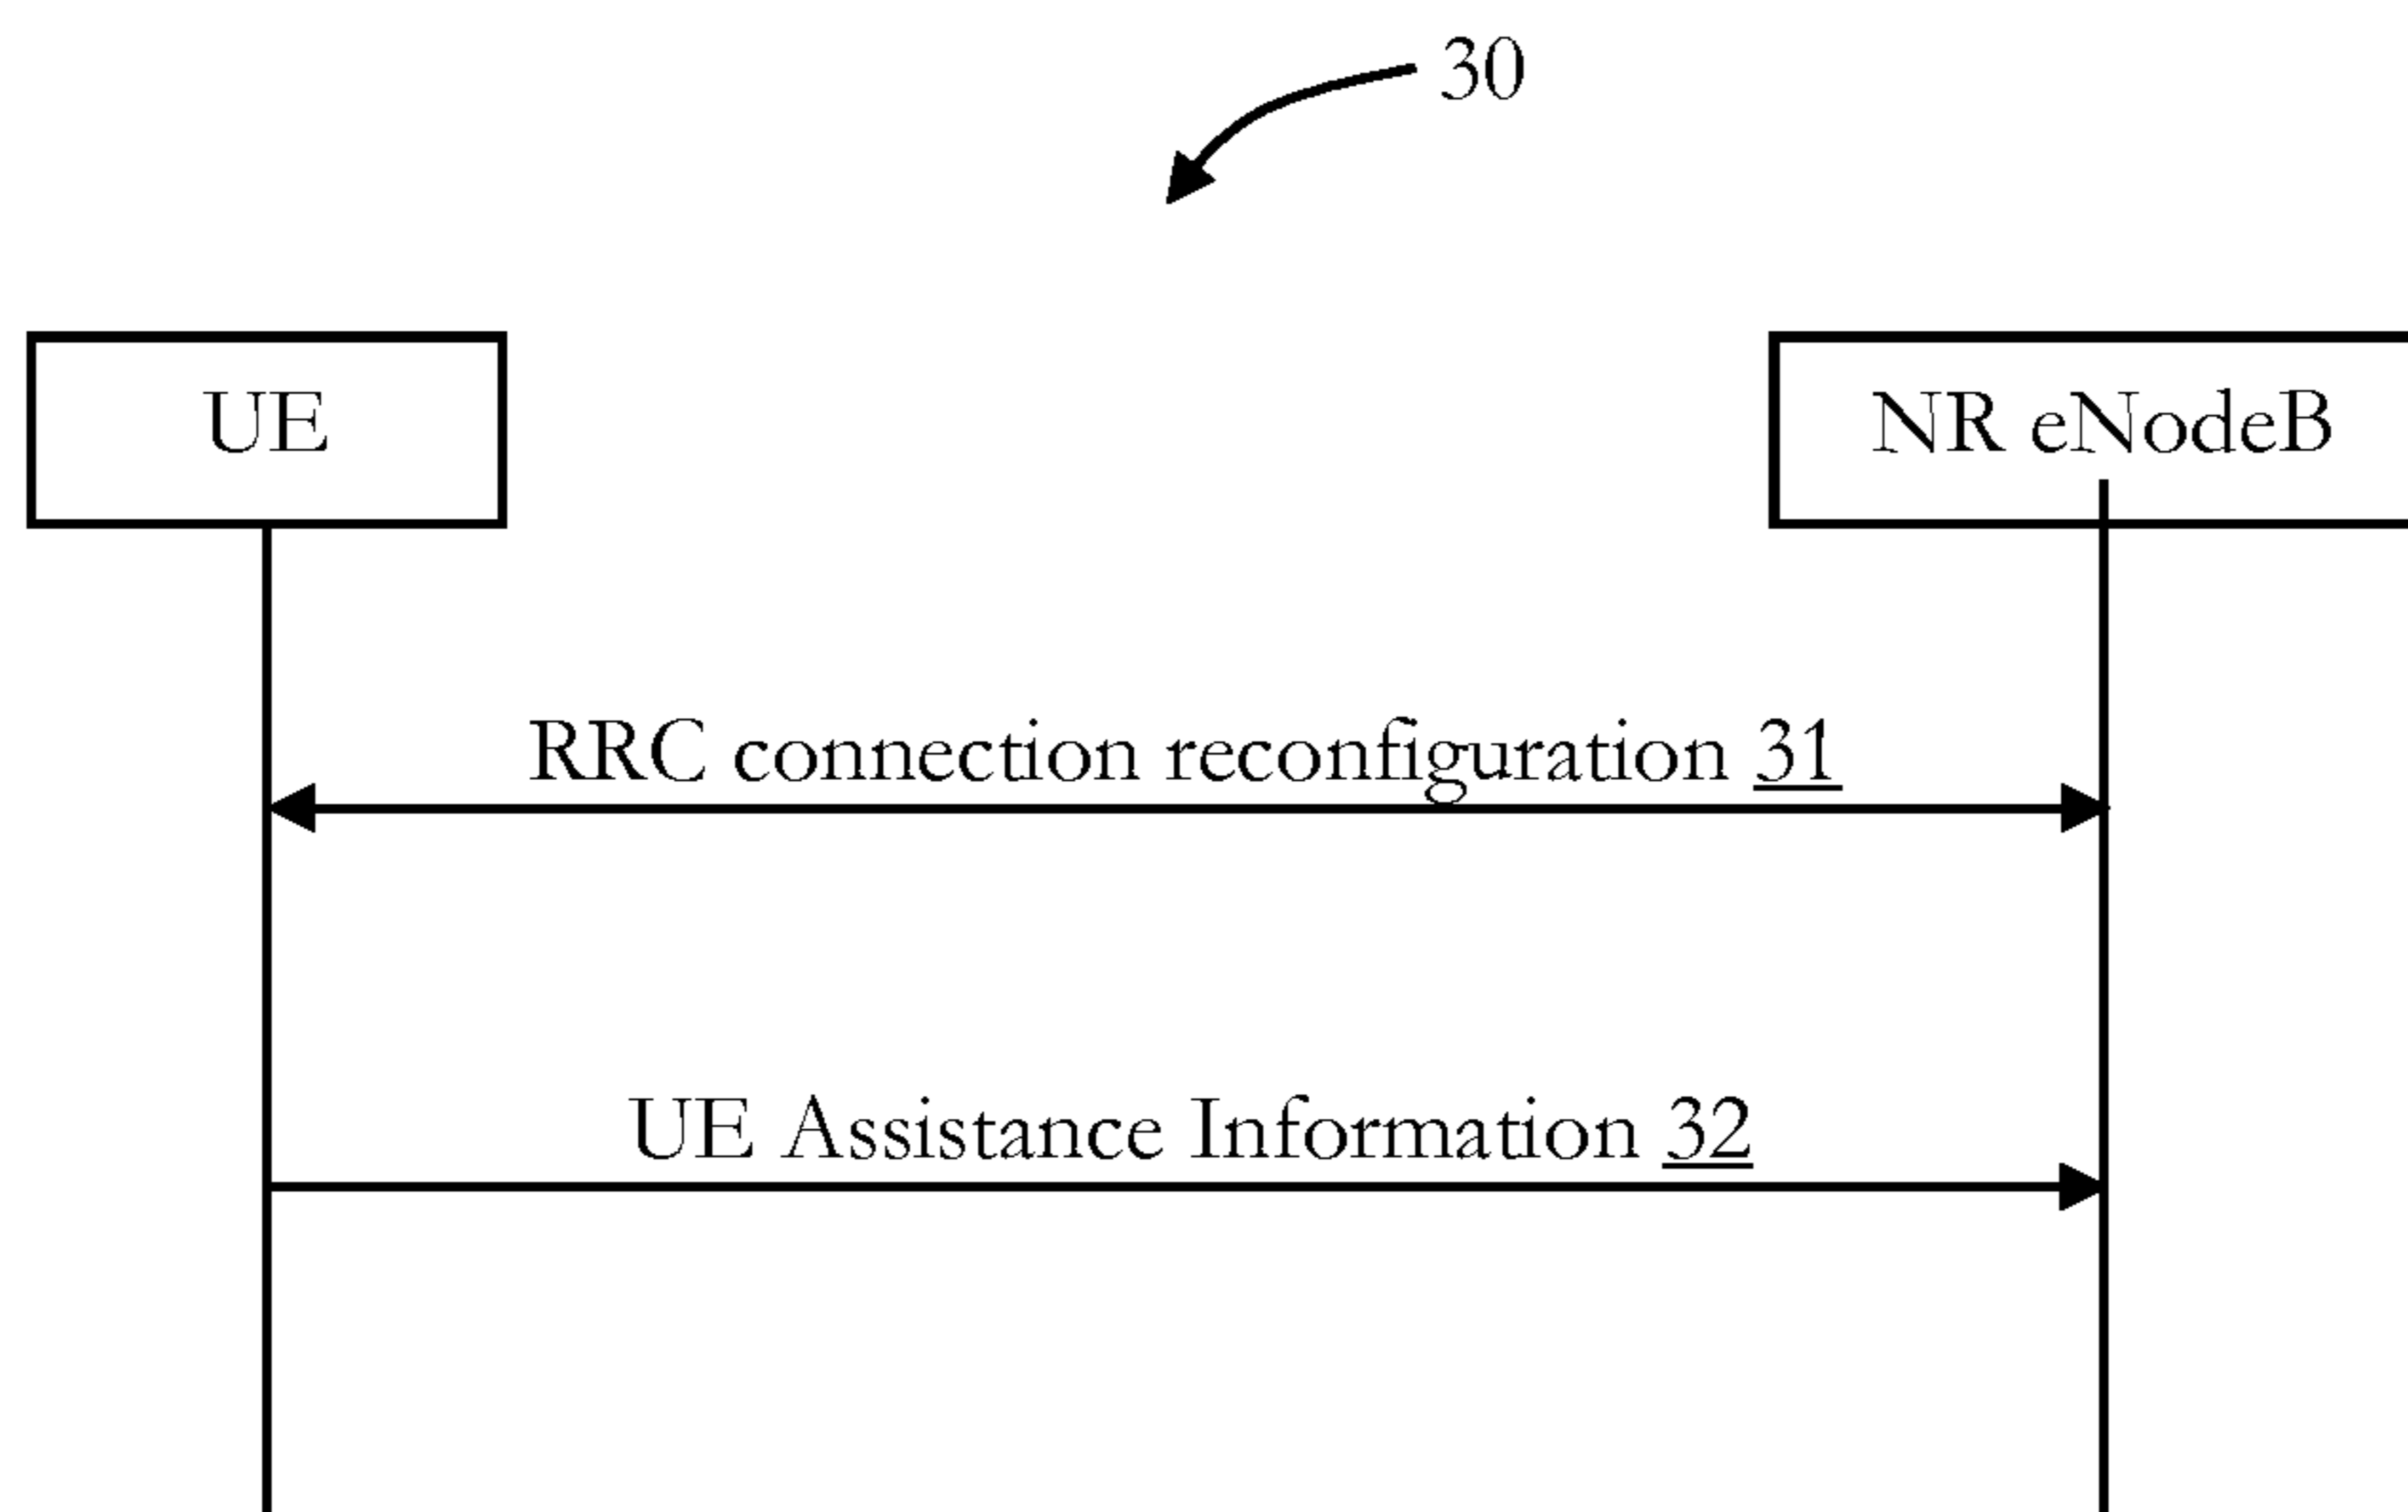 30
UE
NR eNodeB
RRC connection reconfiguration 31
UE Assistance Information 32